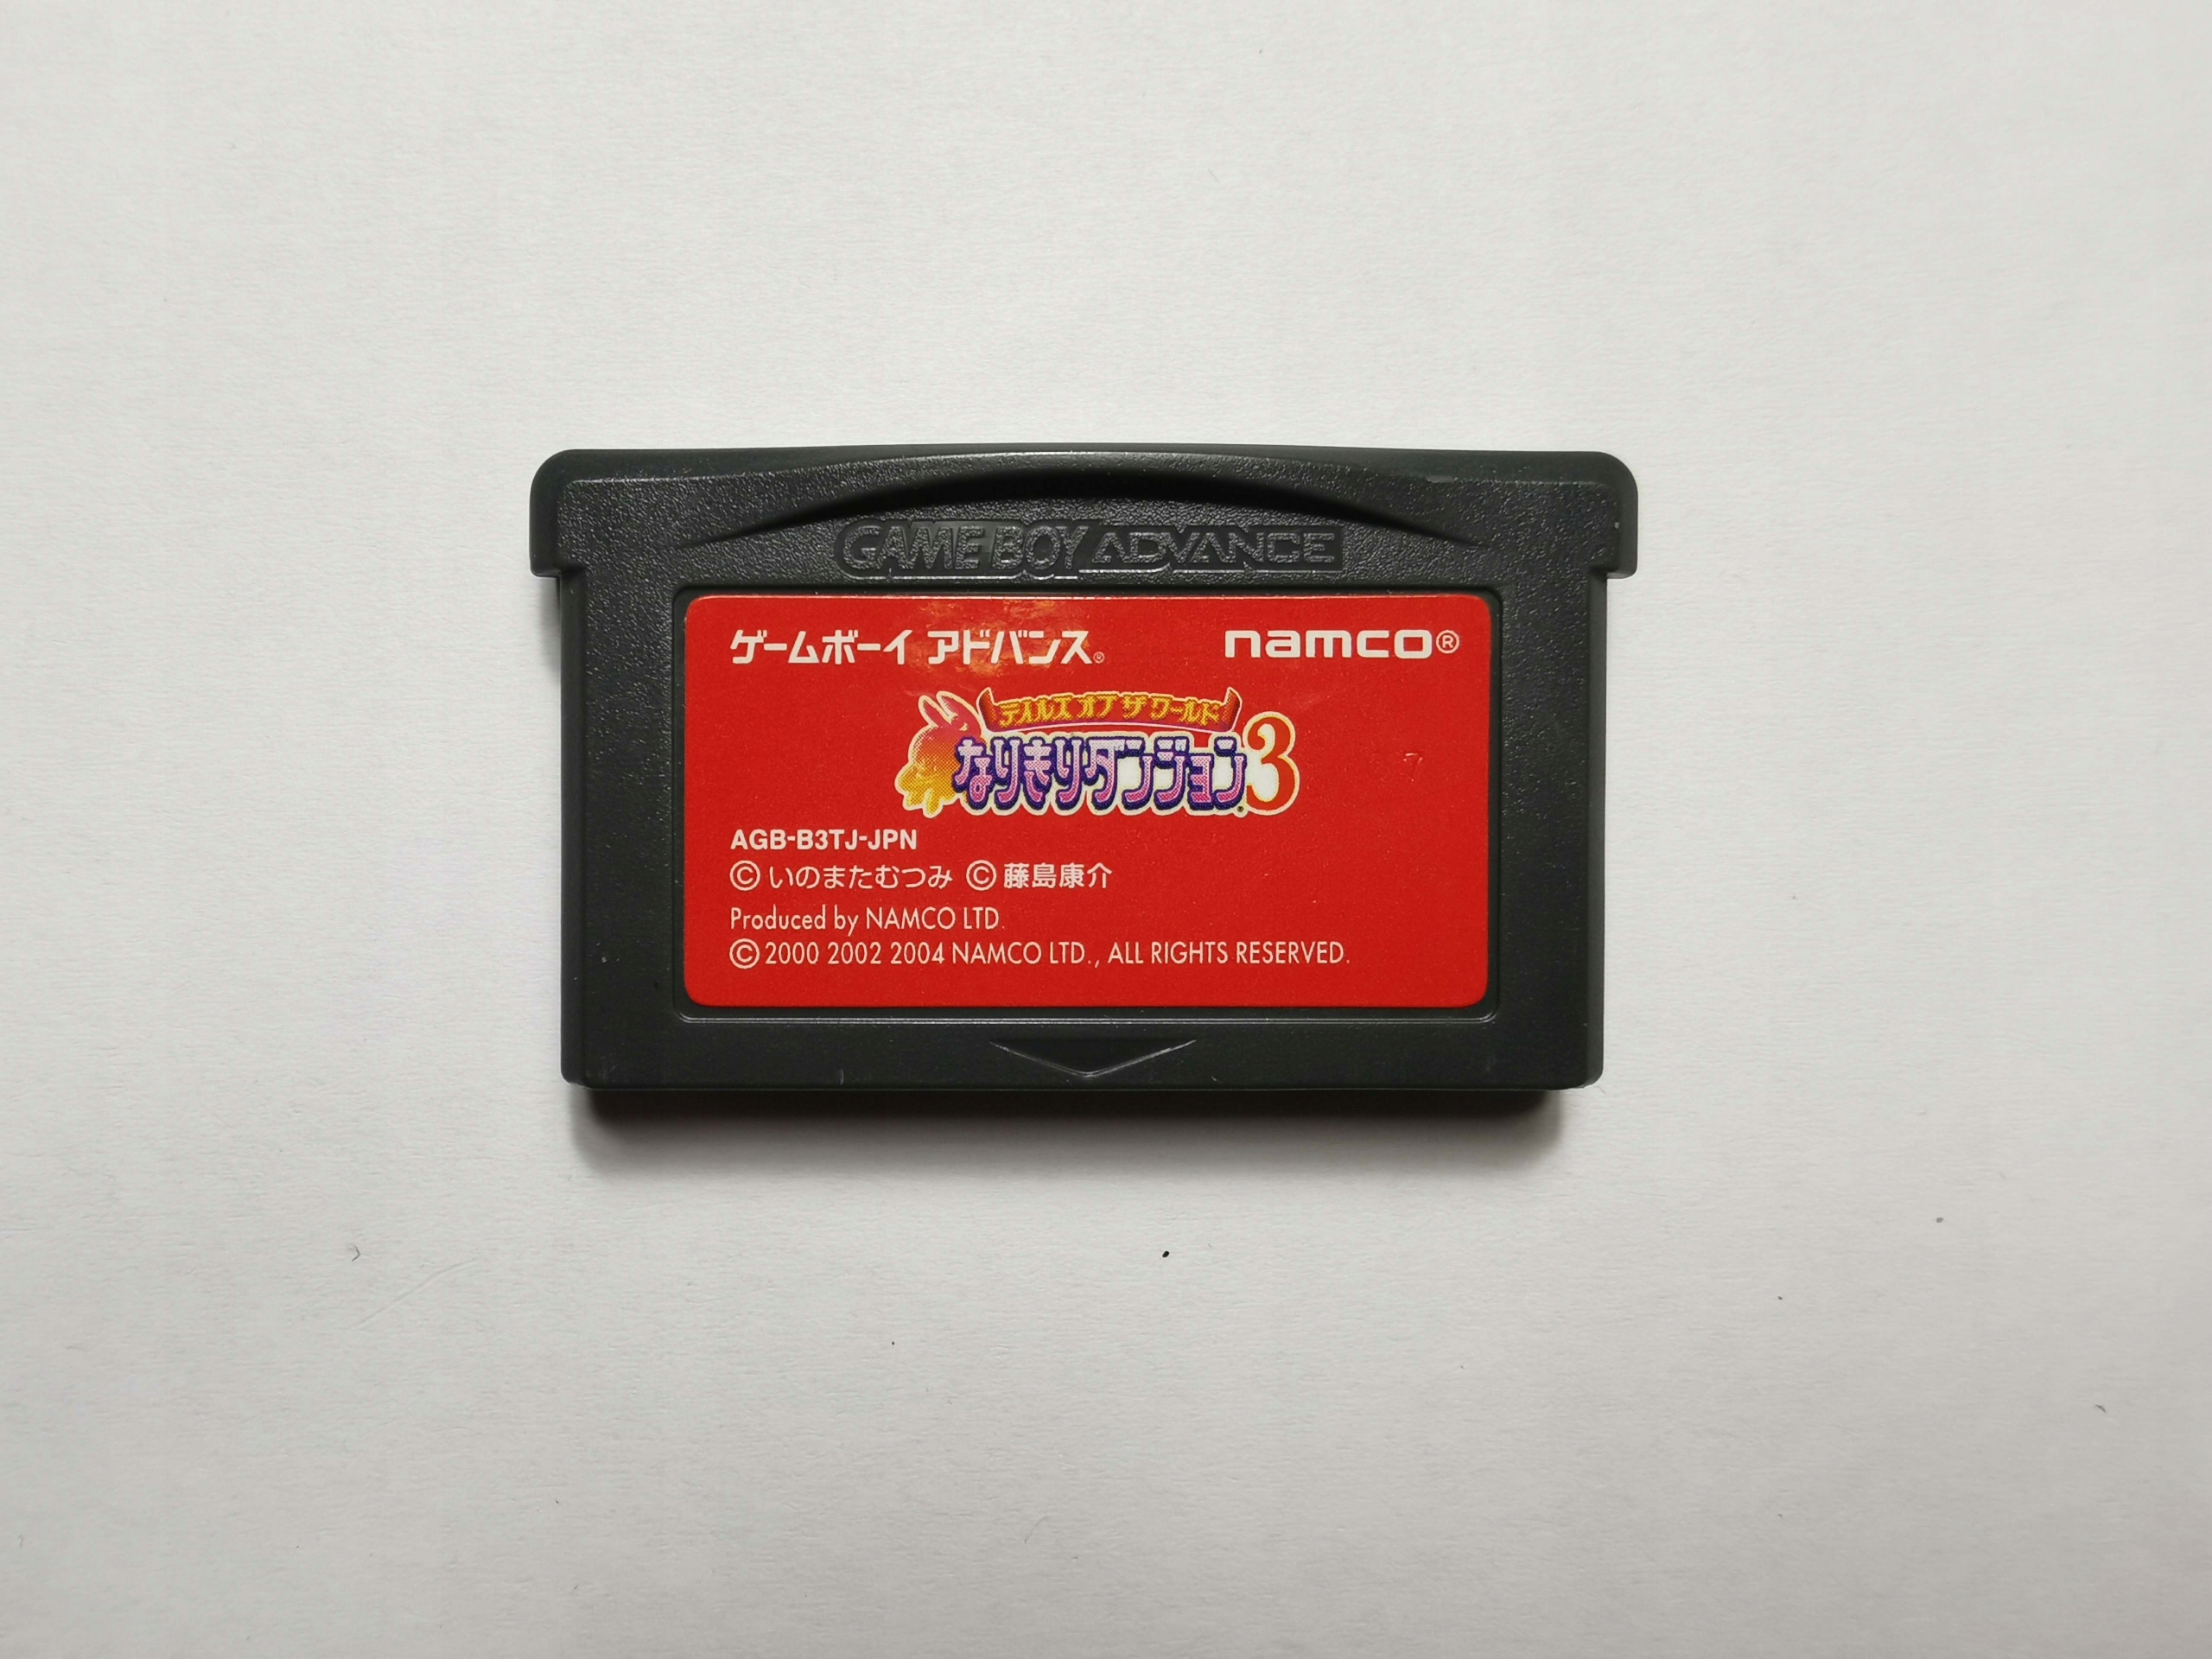 GAME BOY ADVANCE
ゲームボーイ アドバンス® namco®
テイルズ オブ ザ ワールド
なりきりダンジョン3
AGB-B3TJ-JPN
© いのまたむつみ © 藤島康介
Produced by NAMCO LTD.
© 2000 2002 2004 NAMCO LTD., ALL RIGHTS RESERVED.